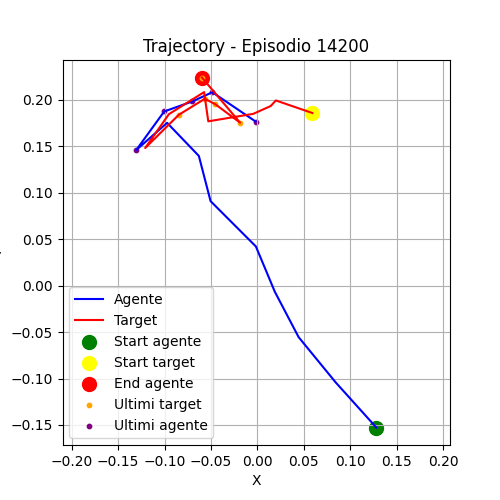 Trajectory - Episodio 14200
0.20
0.15
0.10
0.05
0.00
−0.05
−0.10
−0.15
Agente
Target
Start agente
Start target
End agente
Ultimi target
Ultimi agente
−0.20 −0.15 −0.10 −0.05 0.00 0.05 0.10 0.15 0.20
X